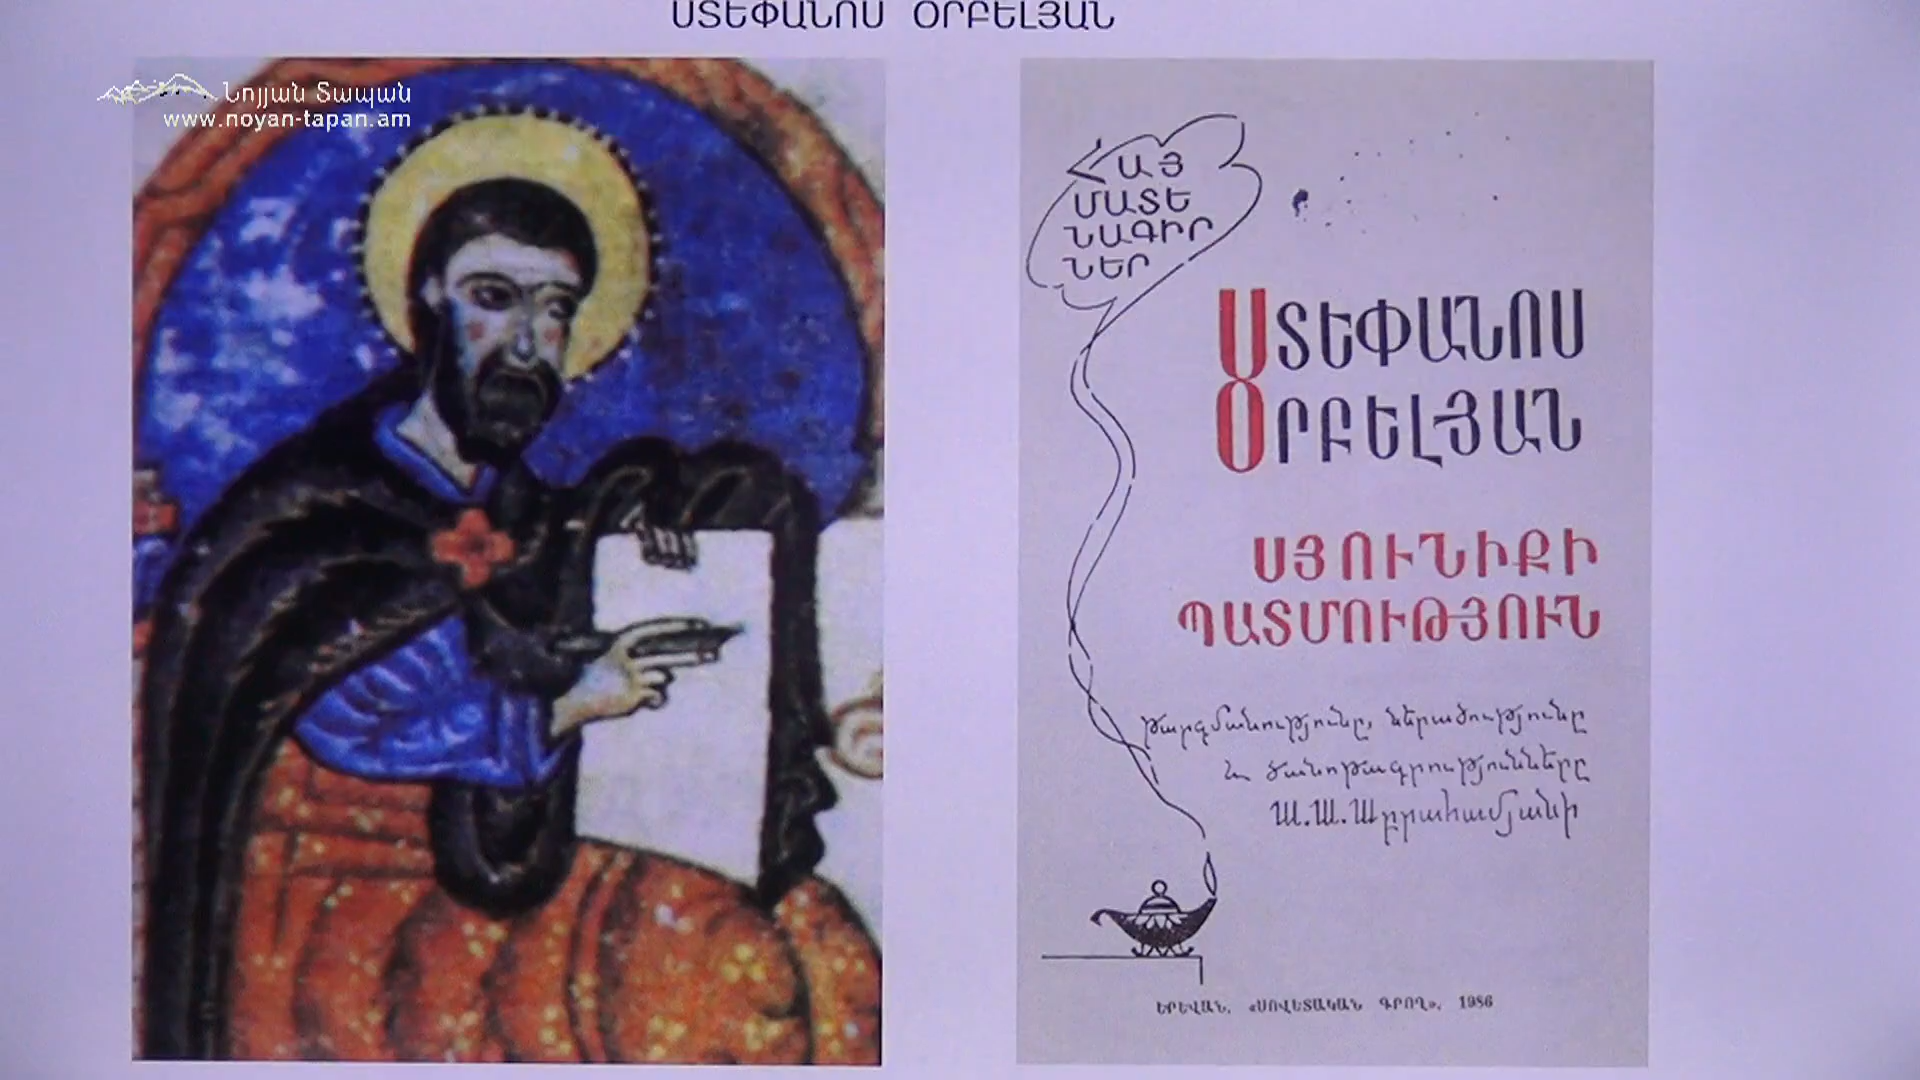 ՍՏԵՓԱՆՈՍ ՕՐԲԵԼՅԱՆ
Նոյյան Տապան
www.noyan-tapan.am
ՀԱՅ
ՄԱՏԵ
ՆԱԳԻՐ
ՆԵՐ
ՍՏԵՓԱՆՈՍ
ՕՐԲԵԼՅԱՆ
ՍՅՈՒՆԻՔԻ
ՊԱՏՄՈՒԹՅՈՒՆ
թարգմանությունը, ներածությունը
և ծանոթագրությունները
Ա.Ա.Աբրահամյանի
ԵՐԵՎԱՆ, «ՍՈՎԵՏԱԿԱՆ ԳՐՈՂ», 1986